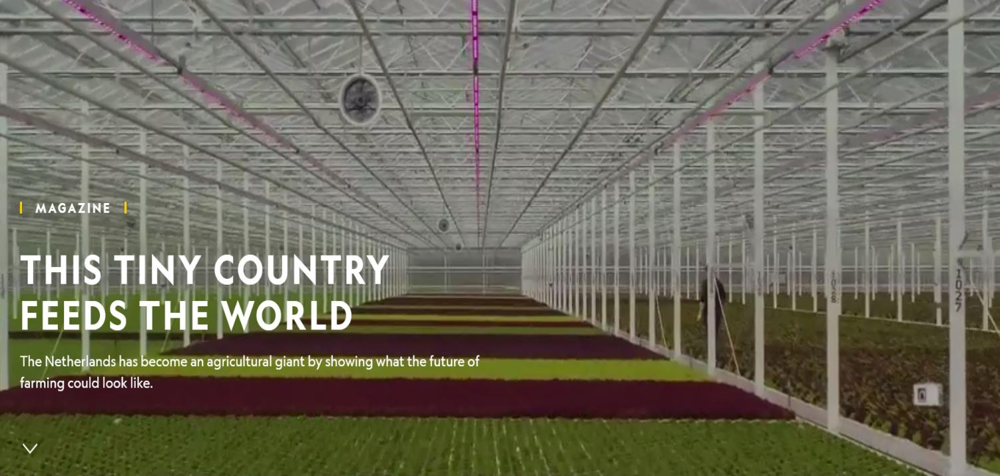 MAGAZINE
THIS TINY COUNTRY
FEEDS THE WORLD
The Netherlands has become an agricultural giant by showing what the future of
farming could look like.
1027